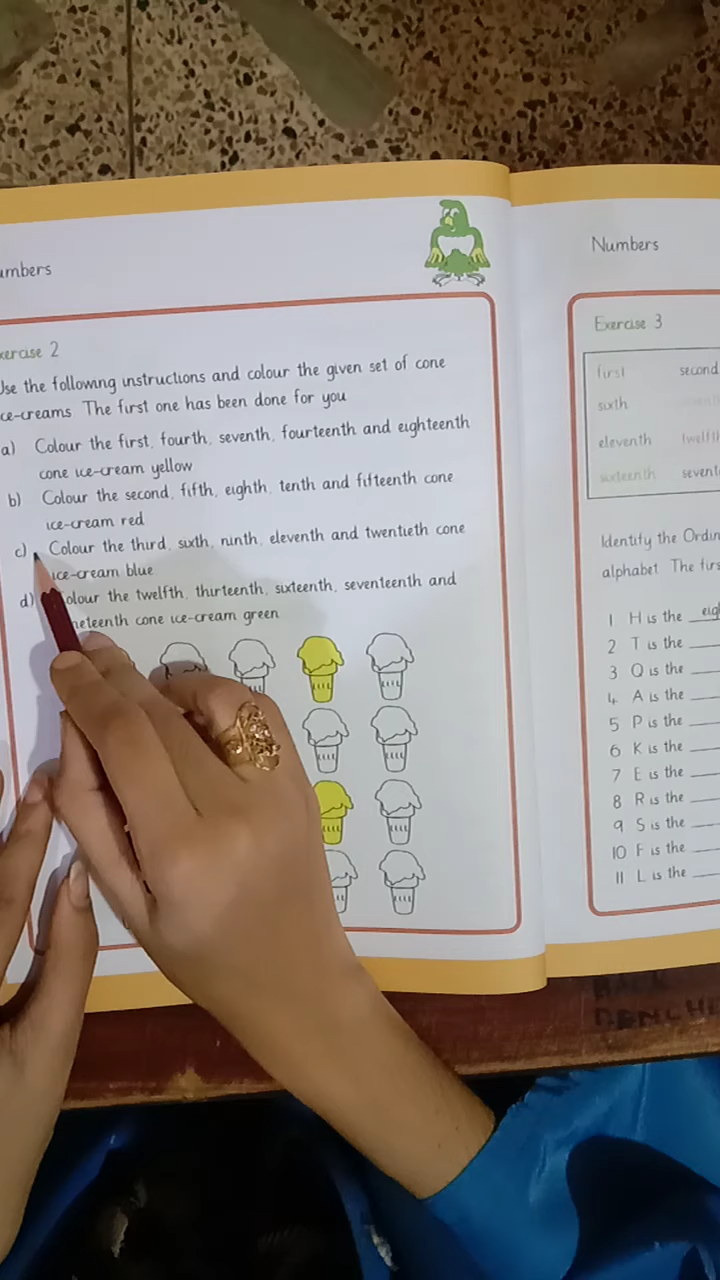 umbers
xercise 2
Use the following instructions and colour the given set of cone
ce-creams The first one has been done for you
a) Colour the first, fourth, seventh, fourteenth and eighteenth
cone ice-cream yellow
b) Colour the second, fifth, eighth, tenth and fifteenth cone
ice-cream red
c) Colour the third, sixth, ninth, eleventh and twentieth cone
ice-cream blue
d) olour the twelfth, thirteenth, sixteenth, seventeenth and
neteenth cone ice-cream green
Numbers
Exercise 3
first second
sixth
eleventh twelfth
sixteenth sevent
Identify the Ordin
alphabet The firs
1 H is the eig
2 T is the
3 Q is the
4 A is the
5 P is the
6 K is the
7 E is the
8 R is the
9 S is the
10 F is the
11 L is the